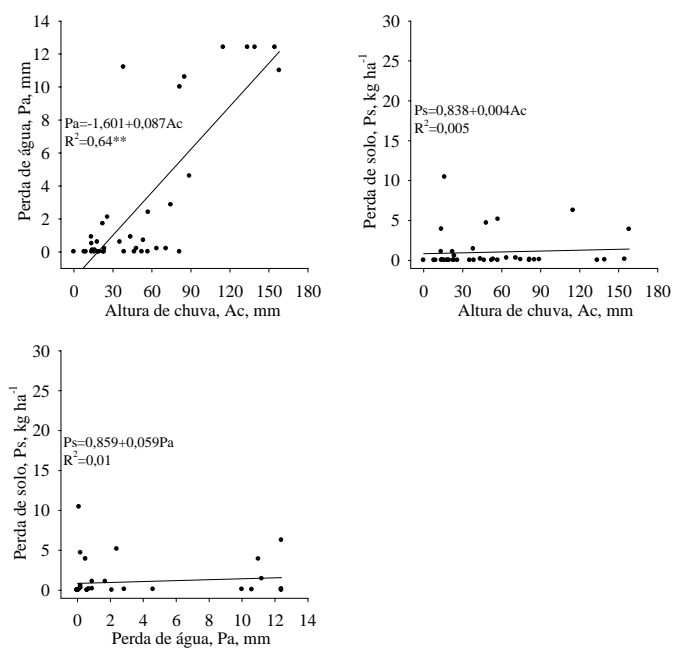 14
12
10
8
6
4
2
0
Perda de água, Pa, mm
Pa=-1,601+0,087Ac
R²=0,64**
0 30 60 90 120 150 180
Altura de chuva, Ac, mm
30
25
20
15
10
5
0
Perda de solo, Ps, kg ha⁻¹
Ps=0,838+0,004Ac
R²=0,005
0 30 60 90 120 150 180
Altura de chuva, Ac, mm
30
25
20
15
10
5
0
Perda de solo, Ps, kg ha⁻¹
Ps=0,859+0,059Pa
R²=0,01
0 2 4 6 8 10 12 14
Perda de água, Pa, mm